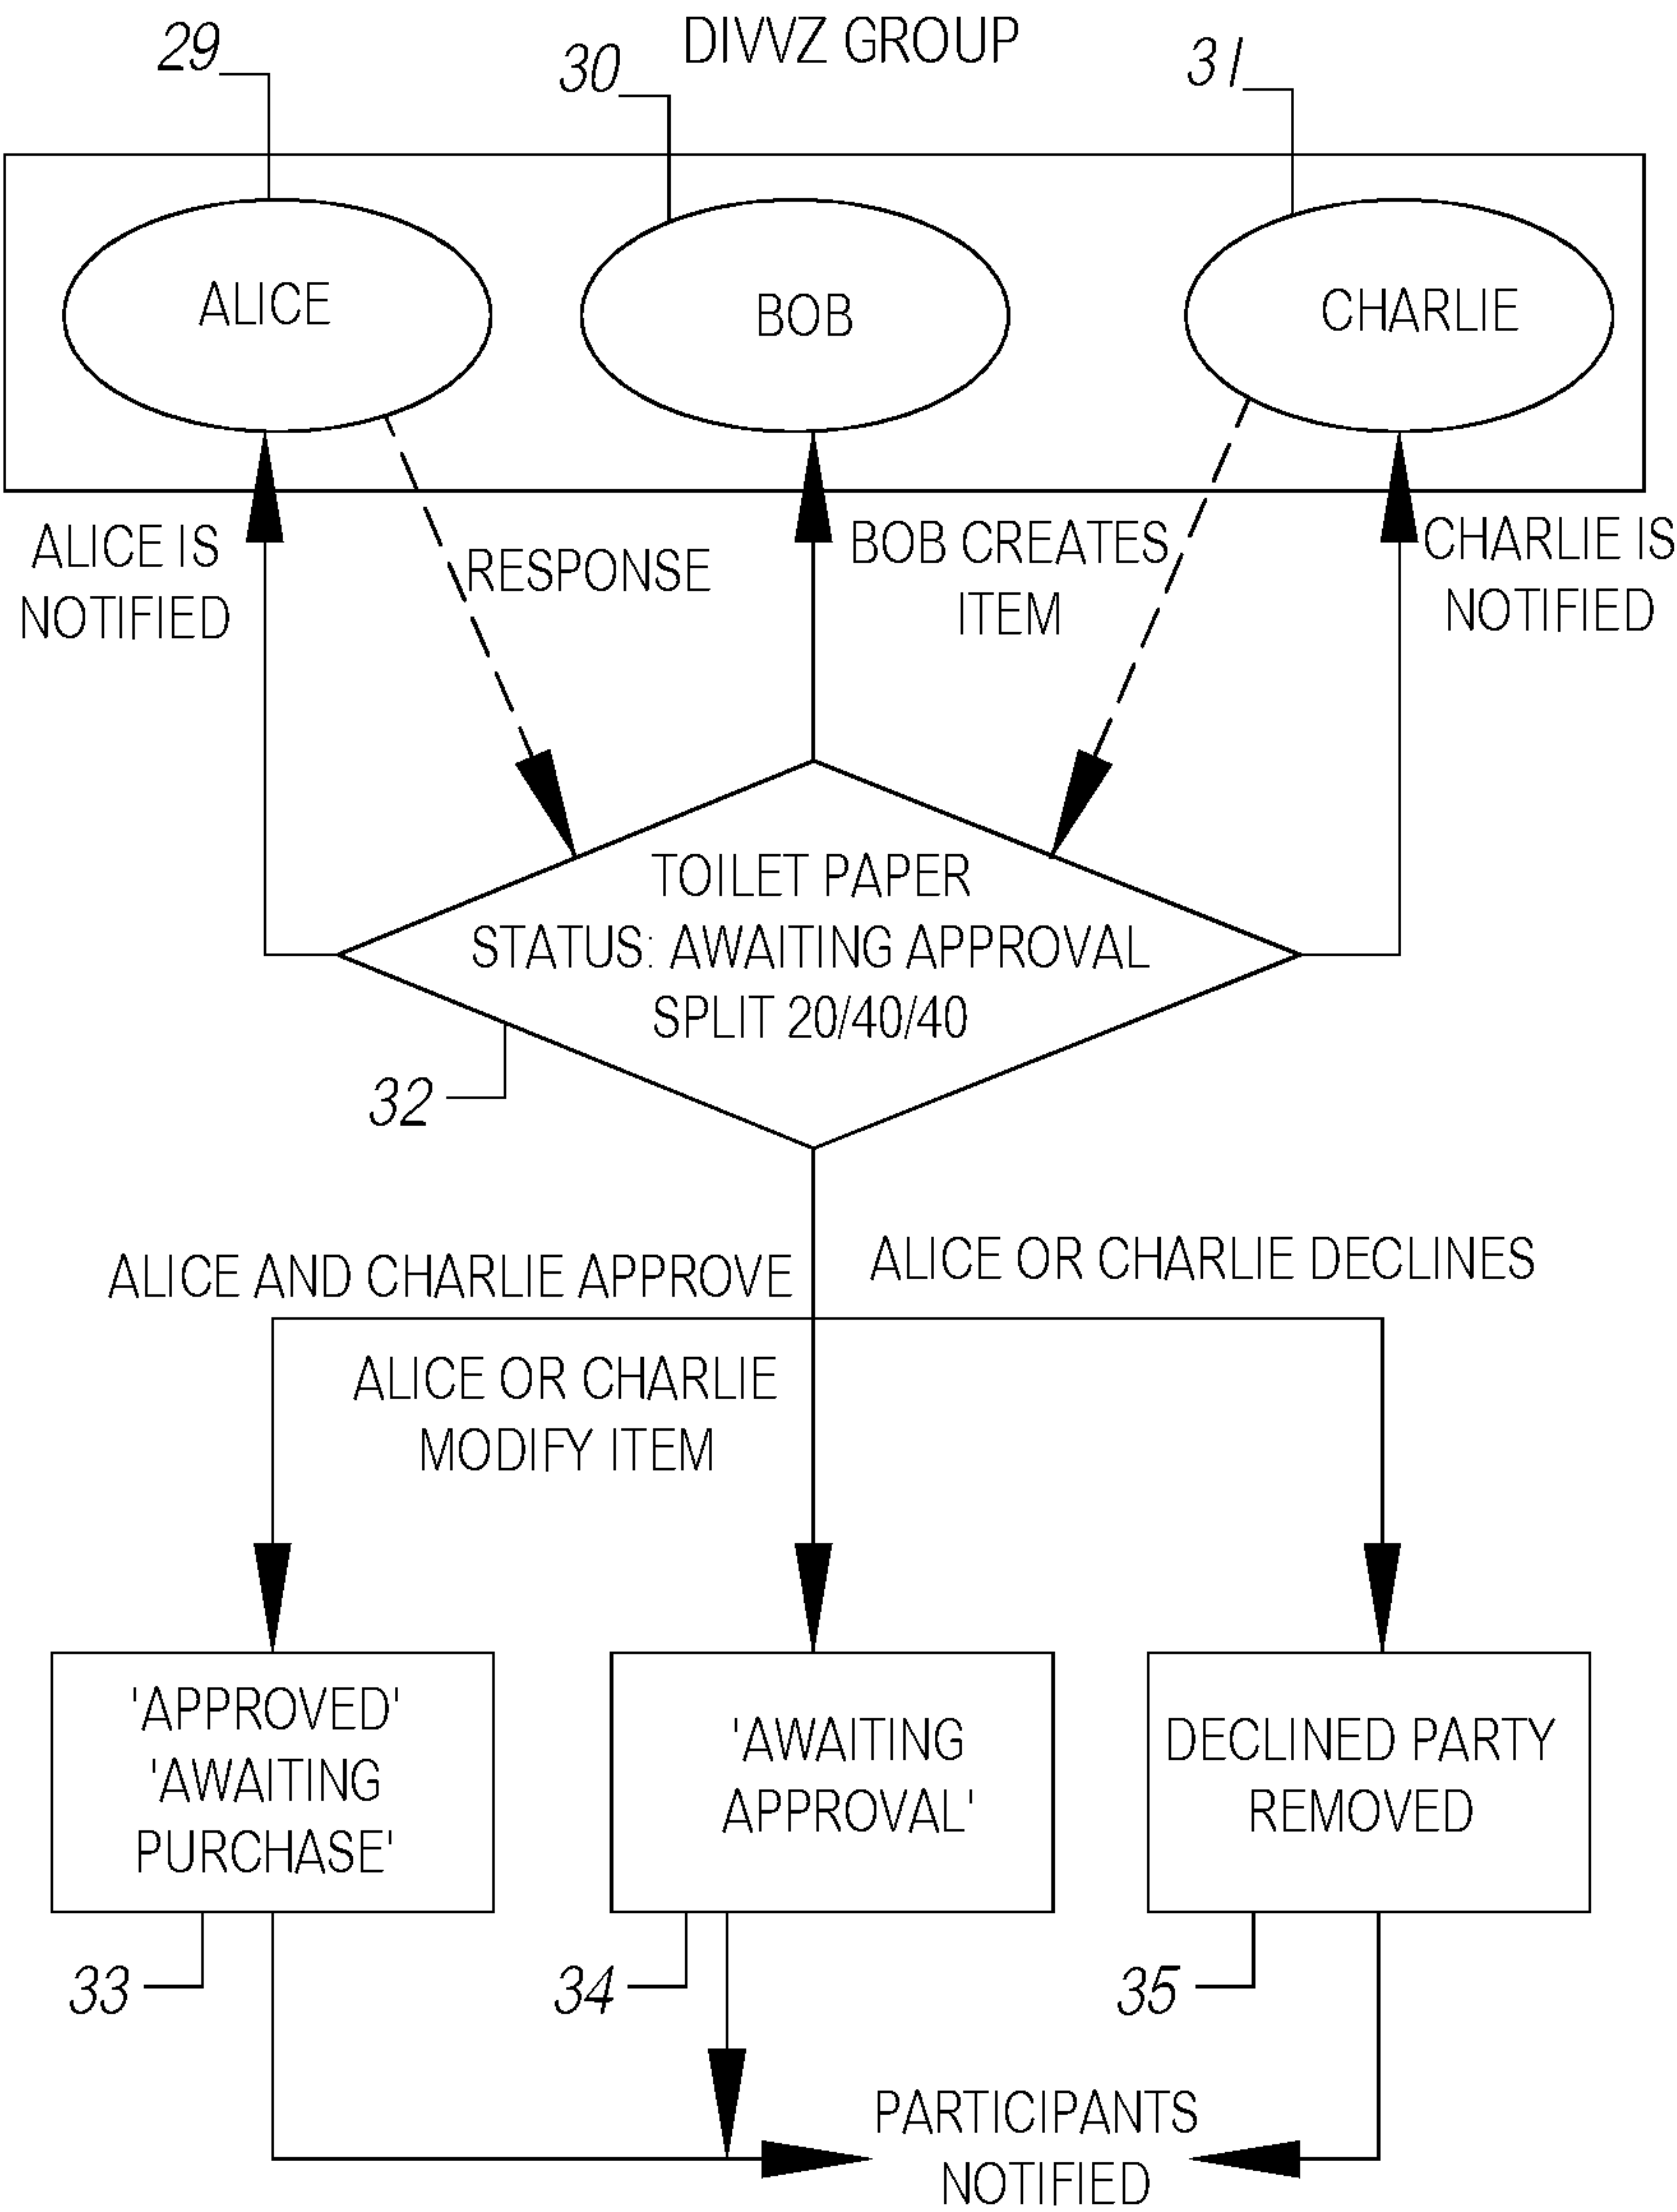 DIVVZ GROUP
29
30
31
ALICE
BOB
CHARLIE
ALICE IS
NOTIFIED
RESPONSE
BOB CREATES
ITEM
CHARLIE IS
NOTIFIED
TOILET PAPER
STATUS: AWAITING APPROVAL
SPLIT 20/40/40
32
ALICE AND CHARLIE APPROVE
ALICE OR CHARLIE DECLINES
ALICE OR CHARLIE
MODIFY ITEM
'APPROVED'
'AWAITING
PURCHASE'
'AWAITING
APPROVAL'
DECLINED PARTY
REMOVED
33
34
35
PARTICIPANTS
NOTIFIED